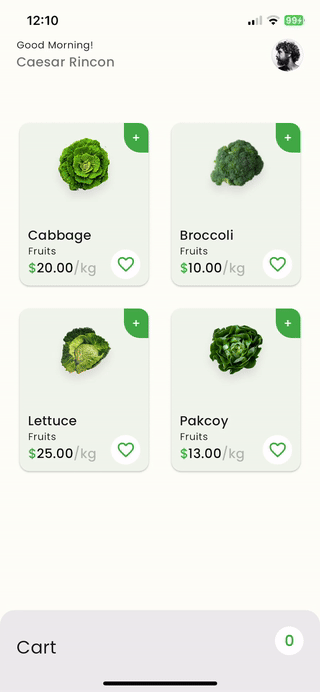 12:10
99
Good Morning!
Caesar Rincon
+
+
Cabbage
Fruits
$20.00/kg
Broccoli
Fruits
$10.00/kg
+
+
Lettuce
Fruits
$25.00/kg
Pakcoy
Fruits
$13.00/kg
Cart
0